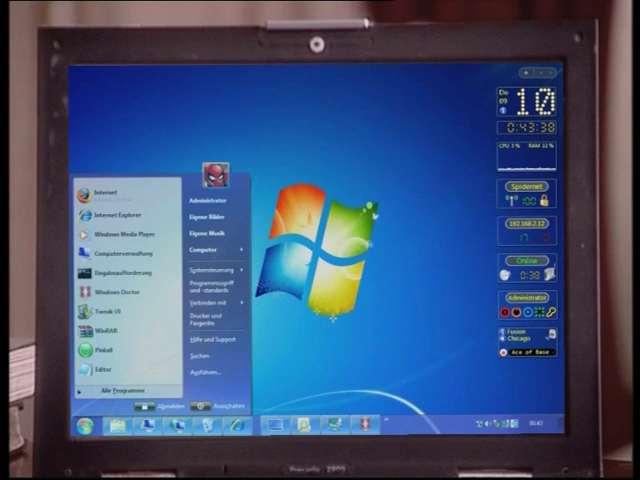 Do
09
10
0:43:38
CPU 3 %
RAM 12 %
Spidernet
100
192.168.2.12
17
0
Online
0:38
Administrator
Fusion
Chicago
Ace of Base
Internet
Internet Explorer
Windows Media Player
Computerverwaltung
Eingabeaufforderung
Windows Doctor
Tweak UI
WinRAR
Pinball
Editor
Alle Programme
Administrator
Eigene Bilder
Eigene Musik
Computer
Systemsteuerung
Programmzugriff
und -standards
Verbinden mit
Drucker und
Faxgeräte
Hilfe und Support
Suchen
Ausführen...
Abmelden
Ausschalten
00:43